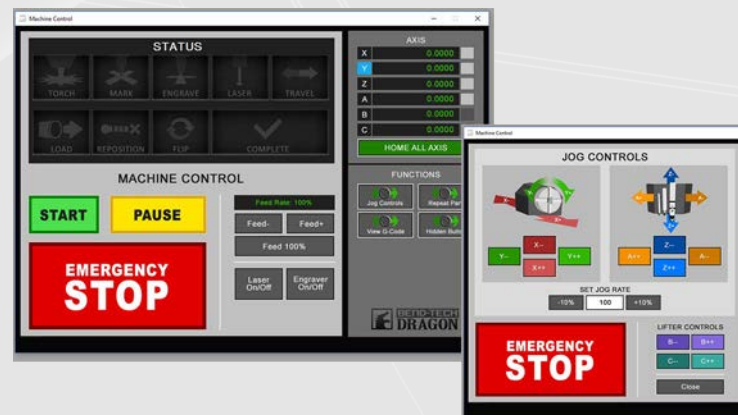 Machine Control
STATUS
TORCH MARK ENGRAVE LASER TRAVEL
LOAD REPOSITION FLIP COMPLETE
MACHINE CONTROL
START PAUSE
EMERGENCY
STOP
Feed Rate: 100%
Feed- Feed+
Feed 100%
Laser On/Off Engraver On/Off
AXIS
X 0.0000
Y 0.0000
Z 0.0000
A 0.0000
B 0.0000
C 0.0000
HOME ALL AXIS
FUNCTIONS
Jog Controls Repeat Part
View G-Code Hidden
BEND-TECH
DRAGON
Machine Control
JOG CONTROLS
X--
Y-- Y++
X++
Z--
A++ A--
Z++
SET JOG RATE
-10% 100 +10%
EMERGENCY
STOP
LIFTER CONTROLS
B-- B++
C-- C++
Close